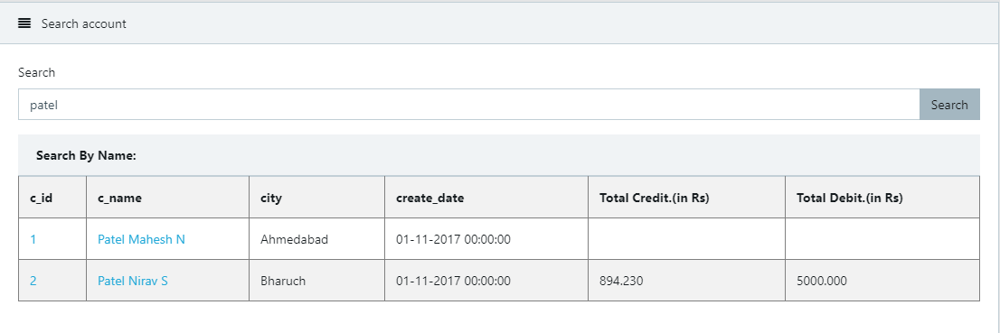 Search account
Search
patel Search
Search By Name:
c_id c_name city create_date Total Credit.(in Rs) Total Debit.(in Rs)
1 Patel Mahesh N Ahmedabad 01-11-2017 00:00:00
2 Patel Nirav S Bharuch 01-11-2017 00:00:00 894.230 5000.000